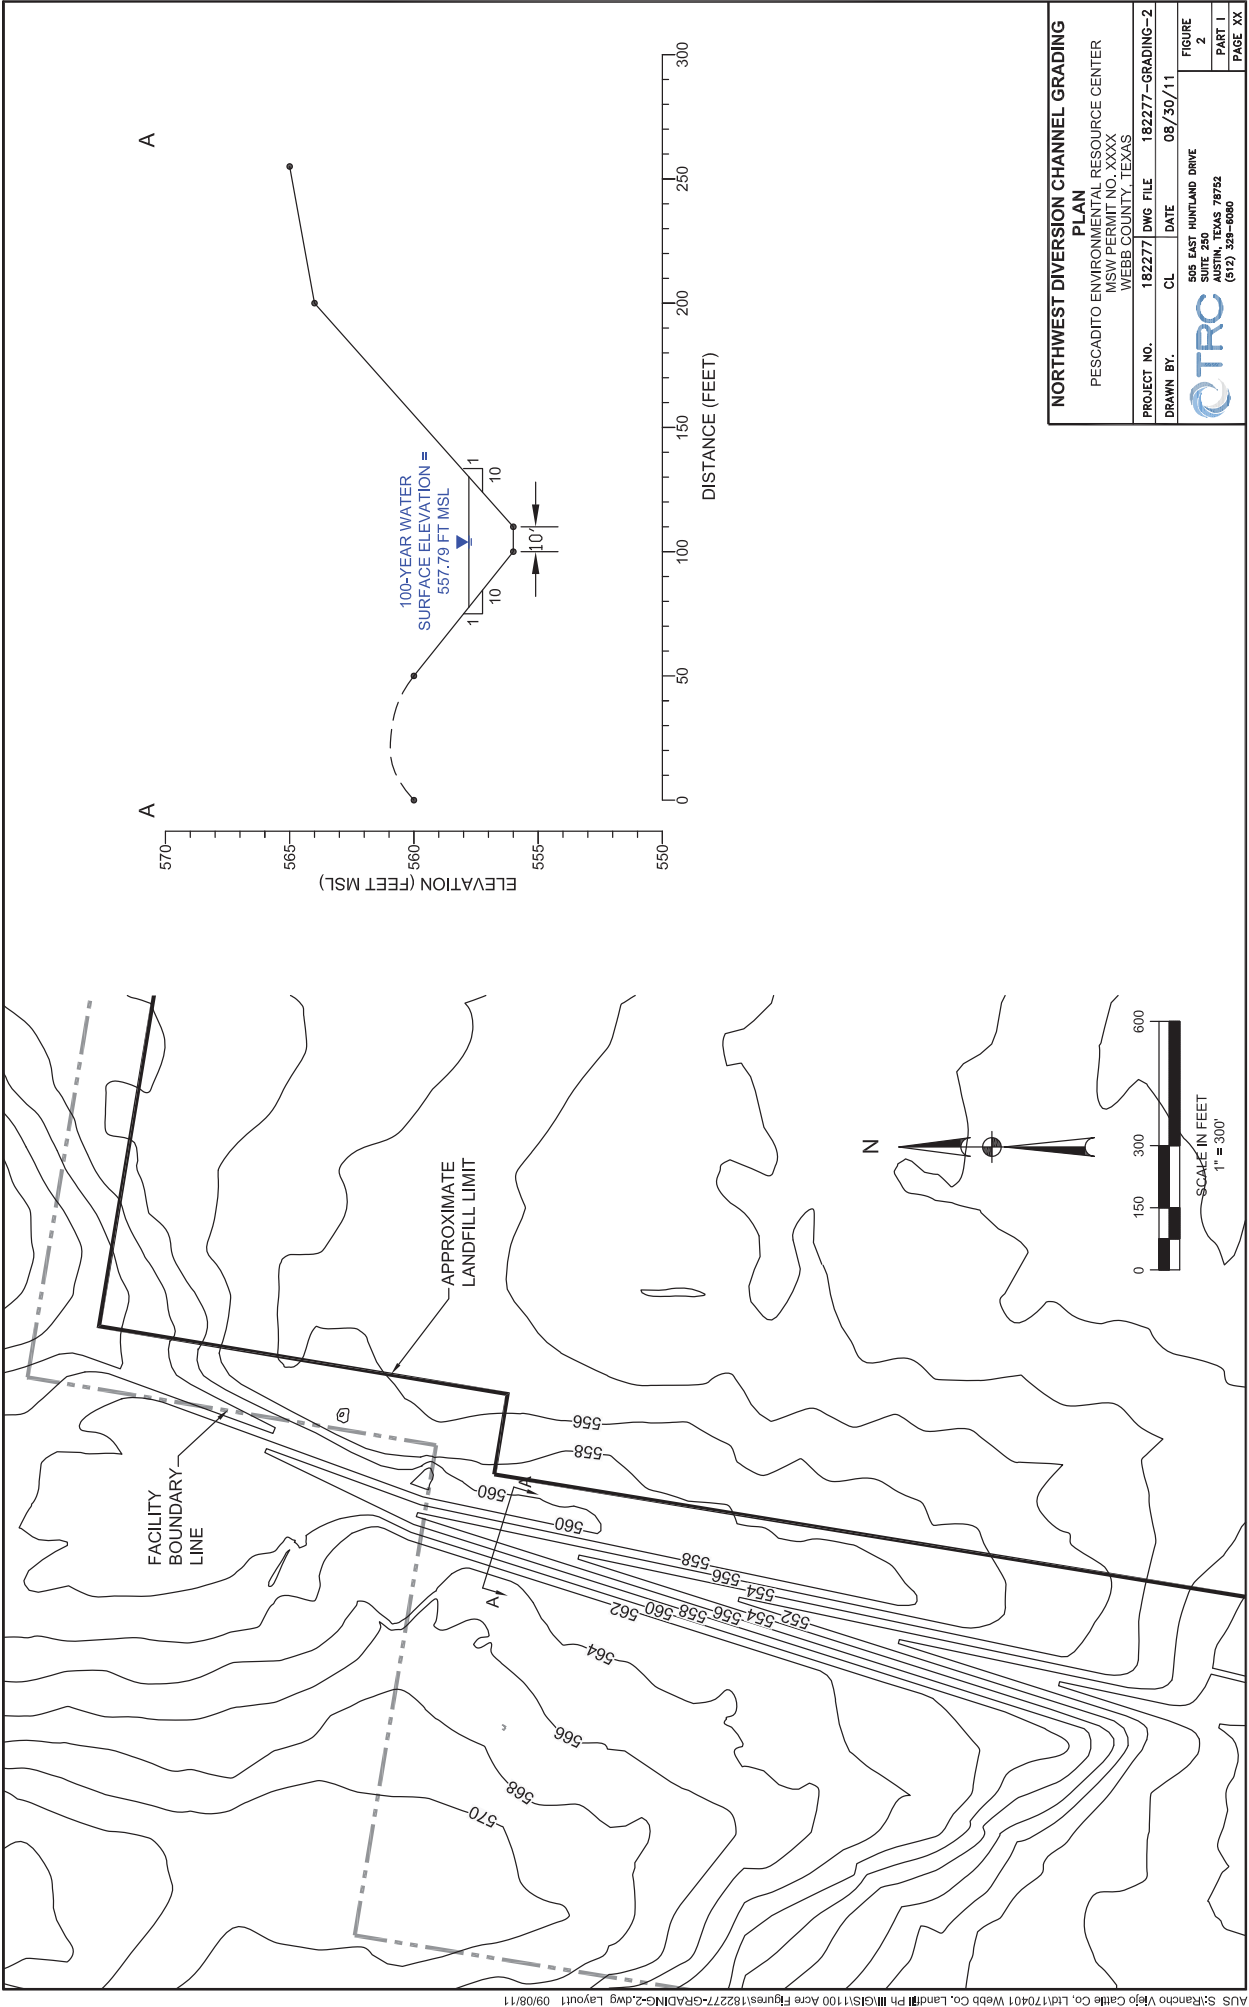 A
A
570
565
560
555
550
ELEVATION (FEET MSL)
0
50
100
150
200
250
300
DISTANCE (FEET)
100-YEAR WATER
SURFACE ELEVATION =
557.79 FT MSL
1
10
1
10
10'
FACILITY
BOUNDARY
LINE
APPROXIMATE
LANDFILL LIMIT
A
A
556
558
560
560
558
556
554
552
554
556
558
560
562
564
566
568
570
N
0
150
300
600
SCALE IN FEET
1" = 300'
NORTHWEST DIVERSION CHANNEL GRADING
PLAN
PESCADITO ENVIRONMENTAL RESOURCE CENTER
MSW PERMIT NO. XXXX
WEBB COUNTY, TEXAS
PROJECT NO. 182277 DWG FILE 182277-GRADING-2
DRAWN BY. CL DATE 08/30/11
TRC
505 EAST HUNTLAND DRIVE
SUITE 250
AUSTIN, TEXAS 78752
(512) 329-6080
FIGURE
2
PART I
PAGE XX
AUS S:\Rancho Viejo Cattle Co, Ltd\170401 Webb Co. Landfill Ph III\GIS\1100 Acre Figures\182277-GRADING-2.dwg Layout1 09/08/11